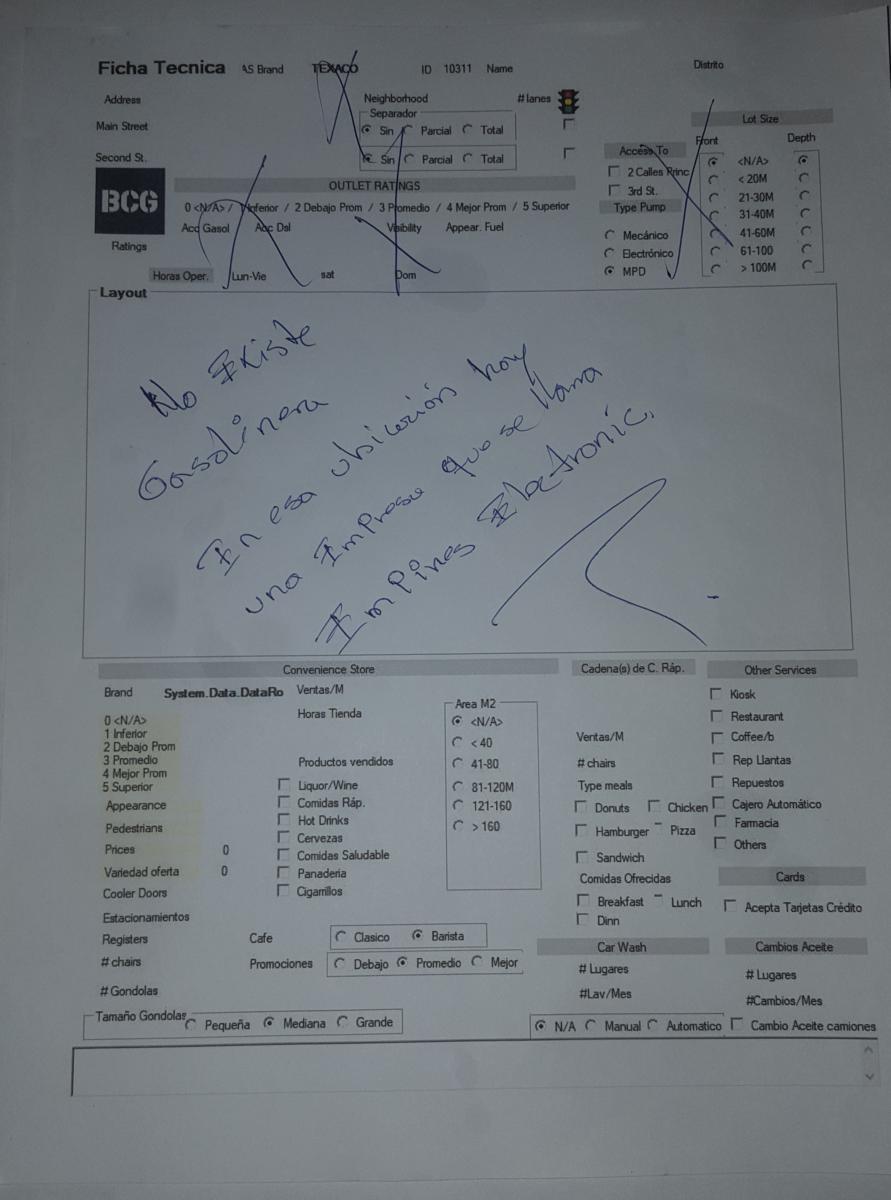 Ficha Tecnica AS Brand TEXACO ID 10311 Name Distrito
Address Neighborhood # lanes
Main Street Separador
Sin Parcial Total
Second St. Sin Parcial Total
Lot Size
Front Depth
<N/A>
< 20M
21-30M
31-40M
41-60M
61-100
> 100M
Access To
2 Calles Princ
3rd St.
Type Pump
Mecánico
Electrónico
MPD
BCG
Ratings
OUTLET RATINGS
0 <N/A> / 1 Inferior / 2 Debajo Prom / 3 Promedio / 4 Mejor Prom / 5 Superior
Acc Gasol Acc Dsl Visibility Appear. Fuel
Horas Oper. Lun-Vie sat Dom
Layout
No Existe
Gasolinera
En esa ubicación hoy
una Empresa que se llama
Empines Electronic.
Convenience Store
Brand System.Data.DataRo
0 <N/A>
1 Inferior
2 Debajo Prom
3 Promedio
4 Mejor Prom
5 Superior
Appearance
Pedestrians
Prices 0
Variedad oferta 0
Cooler Doors
Estacionamientos
Registers
# chairs
# Gondolas
Tamaño Gondolas
Pequeña Mediana Grande
Ventas/M
Horas Tienda
Productos vendidos
Liquor/Wine
Comidas Ráp.
Hot Drinks
Cervezas
Comidas Saludable
Panaderia
Cigarrillos
Cafe Clasico Barista
Promociones Debajo Promedio Mejor
Area M2
<N/A>
< 40
41-80
81-120M
121-160
> 160
Cadena(s) de C. Ráp.
Ventas/M
# chairs
Type meals
Donuts Chicken
Hamburger Pizza
Sandwich
Comidas Ofrecidas
Breakfast Lunch
Dinn
Other Services
Kiosk
Restaurant
Coffee/b
Rep Llantas
Repuestos
Cajero Automático
Farmacia
Others
Cards
Acepta Tarjetas Crédito
Car Wash
# Lugares
#Lav/Mes
N/A Manual Automatico
Cambios Aceite
# Lugares
#Cambios/Mes
Cambio Aceite camiones